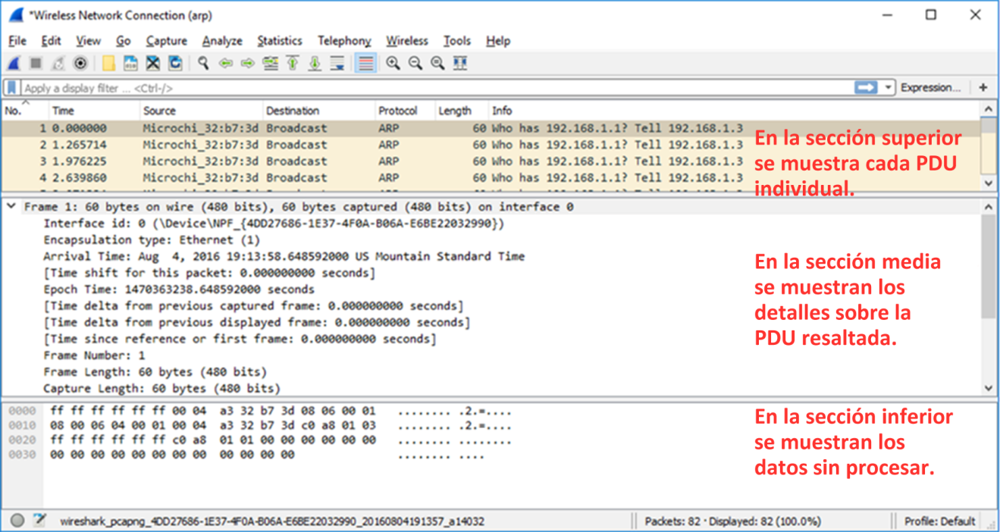 *Wireless Network Connection (arp)
File Edit View Go Capture Analyze Statistics Telephony Wireless Tools Help
Apply a display filter ... <Ctrl-/> Expression... +
No. Time Source Destination Protocol Length Info
1 0.000000 Microchi_32:b7:3d Broadcast ARP 60 Who has 192.168.1.1? Tell 192.168.1.3
2 1.265714 Microchi_32:b7:3d Broadcast ARP 60 Who has 192.168.1.1? Tell 192.168.1.3
3 1.976225 Microchi_32:b7:3d Broadcast ARP 60 Who has 192.168.1.1? Tell 192.168.1.3
4 2.639860 Microchi_32:b7:3d Broadcast ARP 60 Who has 192.168.1.1? Tell 192.168.1.3
En la sección superior
se muestra cada PDU
individual.
Frame 1: 60 bytes on wire (480 bits), 60 bytes captured (480 bits) on interface 0
Interface id: 0 (\Device\NPF_{4DD27686-1E37-4F0A-B06A-E6BE22032990})
Encapsulation type: Ethernet (1)
Arrival Time: Aug 4, 2016 19:13:58.648592000 US Mountain Standard Time
[Time shift for this packet: 0.000000000 seconds]
Epoch Time: 1470363238.648592000 seconds
[Time delta from previous captured frame: 0.000000000 seconds]
[Time delta from previous displayed frame: 0.000000000 seconds]
[Time since reference or first frame: 0.000000000 seconds]
Frame Number: 1
Frame Length: 60 bytes (480 bits)
Capture Length: 60 bytes (480 bits)
En la sección media
se muestran los
detalles sobre la
PDU resaltada.
0000 ff ff ff ff ff ff 00 04 a3 32 b7 3d 08 06 00 01 ........ .2.=....
0010 08 00 06 04 00 01 00 04 a3 32 b7 3d c0 a8 01 03 ........ .2.=....
0020 ff ff ff ff ff ff c0 a8 01 01 00 00 00 00 00 00 ........ ........
0030 00 00 00 00 00 00 00 00 00 00 00 00 ........ ....
En la sección inferior
se muestran los
datos sin procesar.
wireshark_pcapng_4DD27686-1E37-4F0A-B06A-E6BE22032990_20160804191357_a14032 Packets: 82 · Displayed: 82 (100.0%) Profile: Default